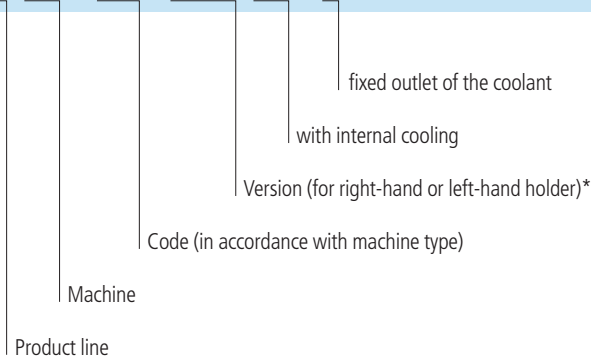 fixed outlet of the coolant
with internal cooling
Version (for right-hand or left-hand holder)*
Code (in accordance with machine type)
Machine
Product line